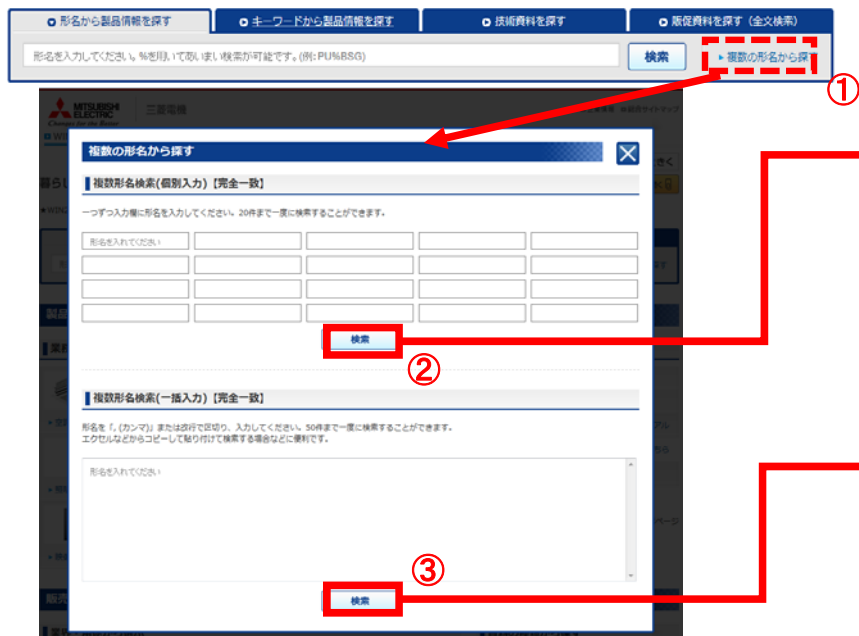 形名から製品情報を探す
キーワードから製品情報を探す
技術資料を探す
販促資料を探す（全文検索）
形名を入力してください。%を用いてあいまい検索が可能です。(例: PU%BSG)
検索
複数の形名から探す
①
MITSUBISHI
ELECTRIC
Changes for the Better
三菱電機
複数の形名から探す
複数形名検索(個別入力)【完全一致】
一つずつ入力欄に形名を入力してください。20件まで一度に検索することができます。
形名を入れてください
検索
②
複数形名検索(一括入力)【完全一致】
形名を「, (カンマ)」または改行で区切り、入力してください。50件まで一度に検索することができます。
エクセルなどからコピーして貼り付けて検索する場合などに便利です。
形名を入れてください
③
検索